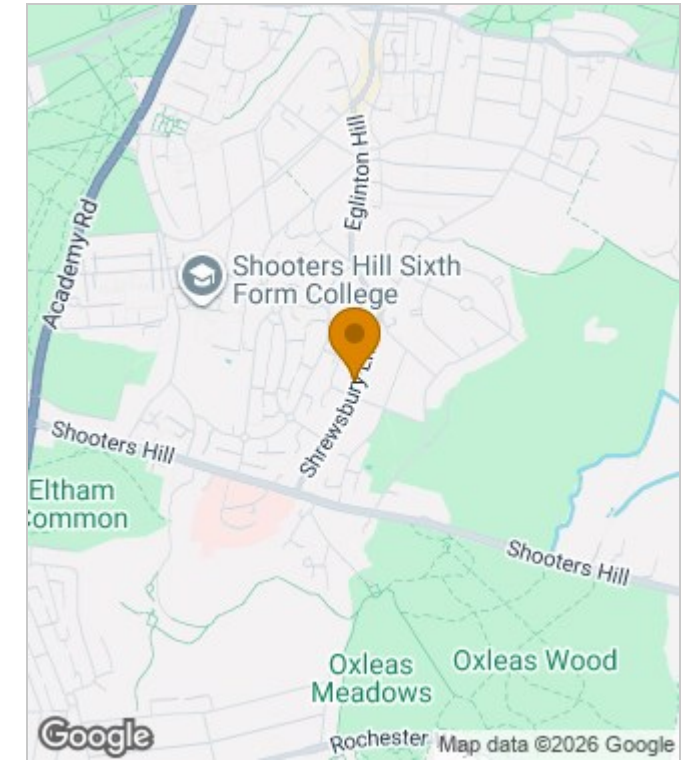 Eglinton Hill
Academy Rd
Shooters Hill Sixth
Form College
Shrewsbury Ln
Shooters Hill
Eltham
Common
Shooters Hill
Oxleas
Meadows
Oxleas Wood
Rochester
Google
Map data ©2026 Google